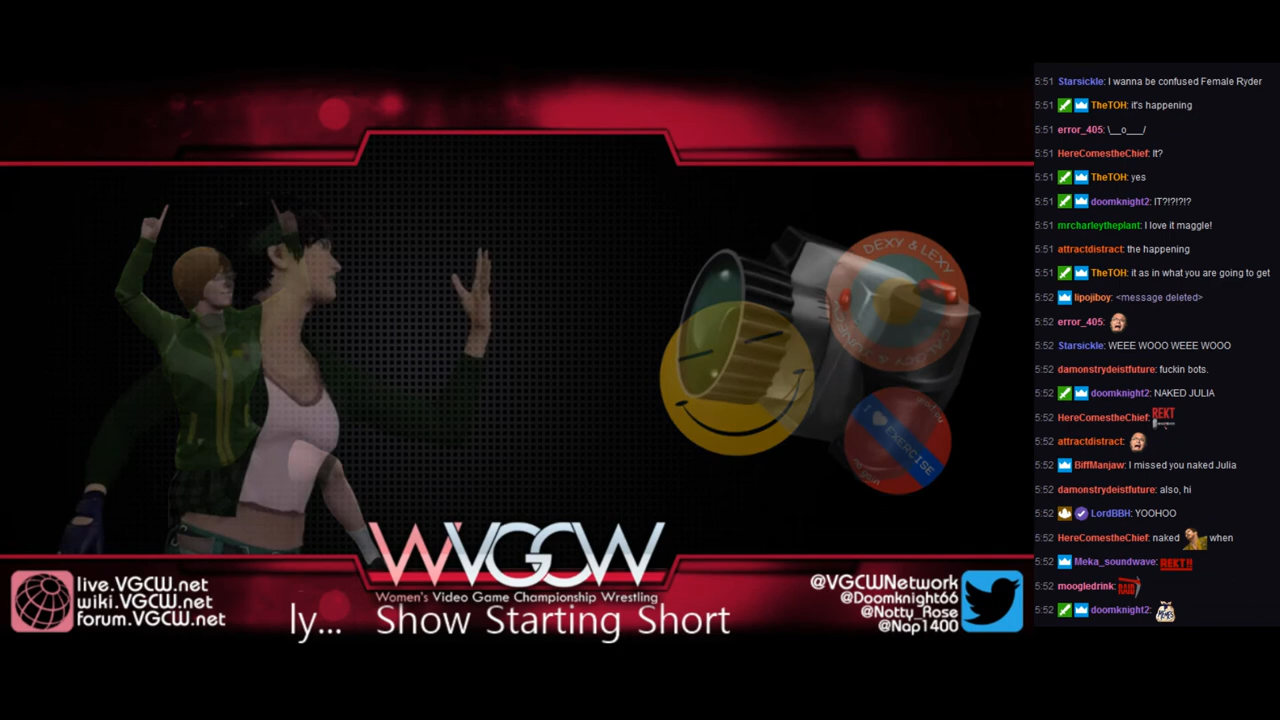 DEXY & LEXY
I ♥ EXERCISE
WVGCW
Women's Video Game Championship Wrestling
live.VGCW.net
wiki.VGCW.net
forum.VGCW.net
ly... Show Starting Short
@VGCWNetwork
@Doomknight66
@Notty_Rose
@Nap1400
5:51 Starsickle: I wanna be confused Female Ryder
5:51 TheTOH: it's happening
5:51 error_405: \__o___/
5:51 HereComestheChief: It?
5:51 TheTOH: yes
5:51 doomknight2: IT?!?!?!?
5:51 mrcharleytheplant: I love it maggle!
5:51 attractdistract: the happening
5:51 TheTOH: it as in what you are going to get
5:52 lipojiboy: <message deleted>
5:52 error_405:
5:52 Starsickle: WEEE WOOO WEEE WOOO
5:52 damonstrydeistfuture: fuckin bots.
5:52 doomknight2: NAKED JULIA
5:52 HereComestheChief: REKT
5:52 attractdistract:
5:52 BiffManjaw: I missed you naked Julia
5:52 damonstrydeistfuture: also, hi
5:52 LordBBH: YOOHOO
5:52 HereComestheChief: naked when
5:52 Meka_soundwave: REKT!!
5:52 moogledrink: RAID
5:52 doomknight2: